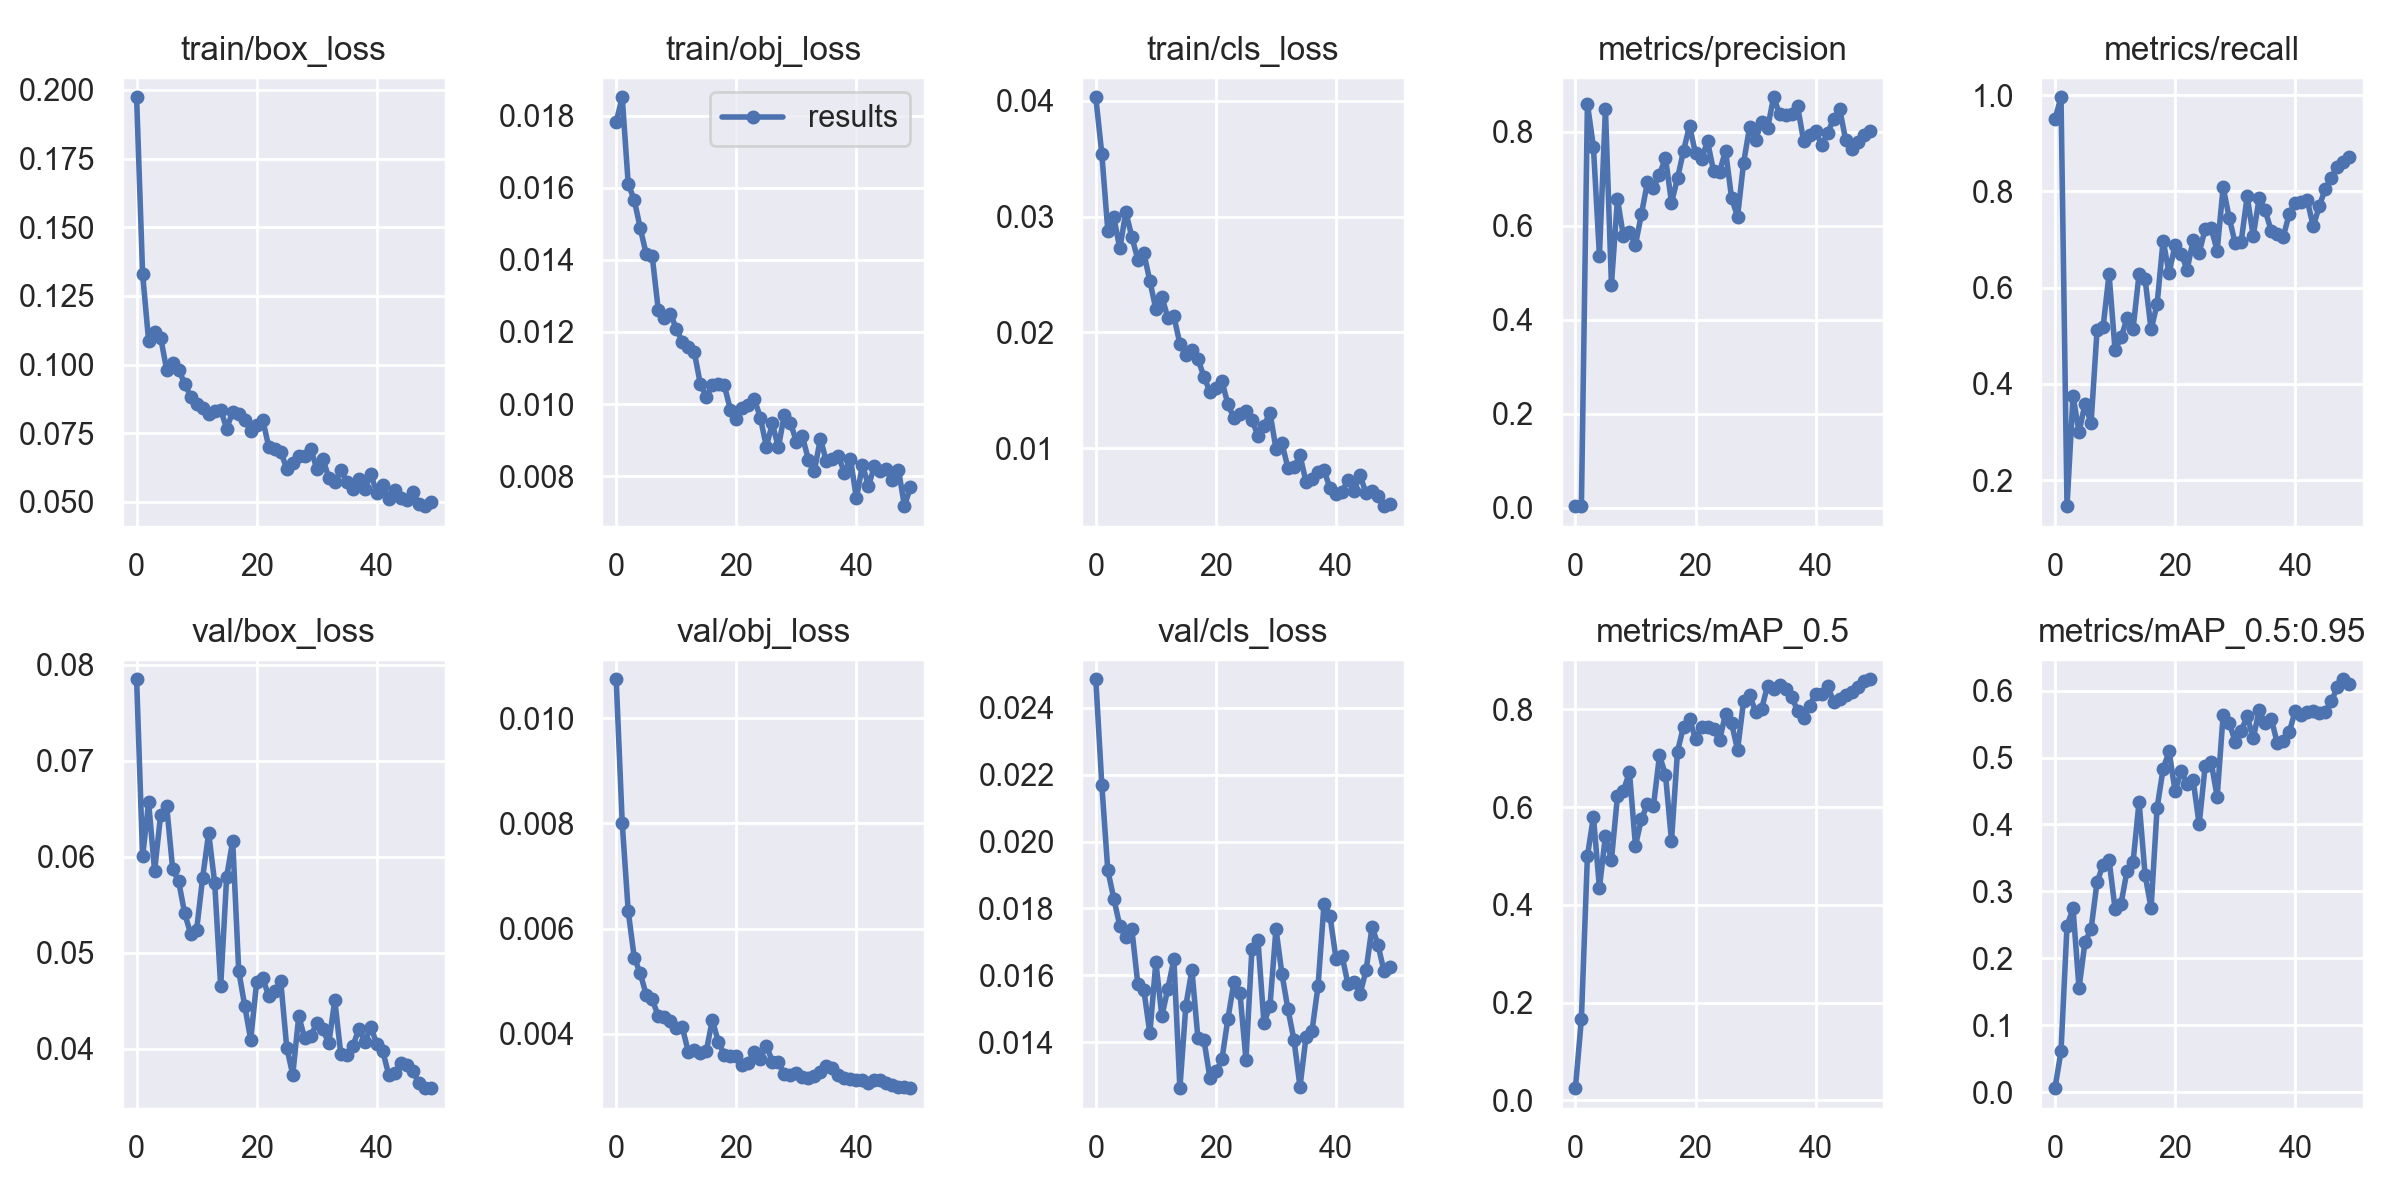 train/box_loss
0.200
0.175
0.150
0.125
0.100
0.075
0.050
0 20 40
train/obj_loss
results
0.018
0.016
0.014
0.012
0.010
0.008
0 20 40
train/cls_loss
0.04
0.03
0.02
0.01
0 20 40
metrics/precision
0.8
0.6
0.4
0.2
0.0
0 20 40
metrics/recall
1.0
0.8
0.6
0.4
0.2
0 20 40
val/box_loss
0.08
0.07
0.06
0.05
0.04
0 20 40
val/obj_loss
0.010
0.008
0.006
0.004
0 20 40
val/cls_loss
0.024
0.022
0.020
0.018
0.016
0.014
0 20 40
metrics/mAP_0.5
0.8
0.6
0.4
0.2
0.0
0 20 40
metrics/mAP_0.5:0.95
0.6
0.5
0.4
0.3
0.2
0.1
0.0
0 20 40